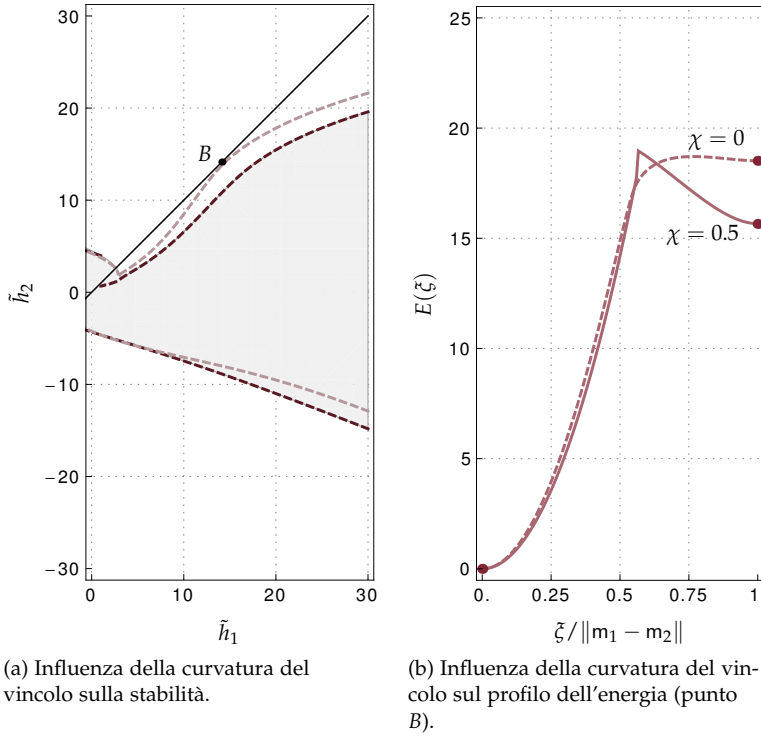 30
20
10
0
−10
−20
−30
0
10
20
30
B
h̃₂
h̃₁
25
20
15
10
5
0
0.
0.25
0.5
0.75
1
χ = 0
χ = 0.5
E(ξ)
ξ/‖m₁ − m₂‖
(a) Influenza della curvatura del
vincolo sulla stabilità.
(b) Influenza della curvatura del vin-
colo sul profilo dell'energia (punto
B).